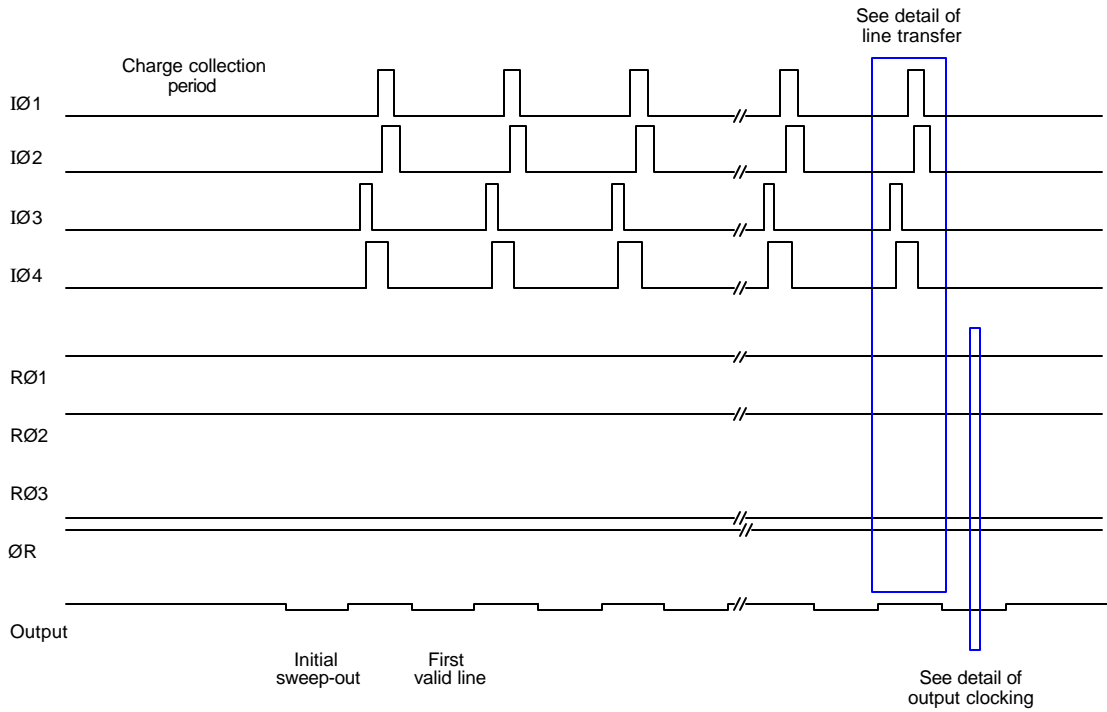 See detail of
line transfer
Charge collection
period
IØ1
IØ2
IØ3
IØ4
RØ1
RØ2
RØ3
ØR
Output
Initial
sweep-out
First
valid line
See detail of
output clocking